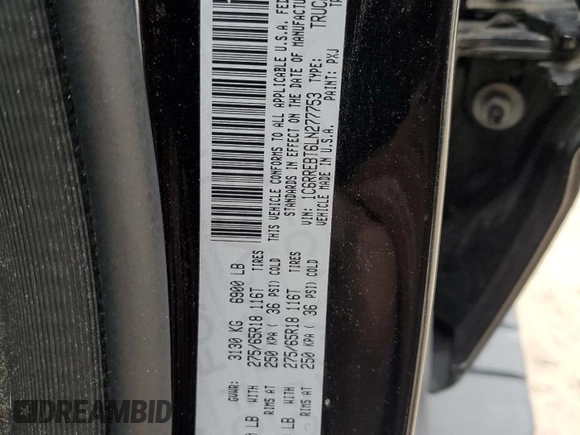 GVWR: 3130 KG 6900 LB
LB WITH 275/65R18 116T TIRES
RIMS AT 250 KPA ( 36 PSI) COLD
LB WITH 275/65R18 116T TIRES
RIMS AT 250 KPA ( 36 PSI) COLD
THIS VEHICLE CONFORMS TO ALL APPLICABLE U.S.A. FED
STANDARDS IN EFFECT ON THE DATE OF MANUFACTUR
VIN: 1C6RREBT6LN277753 TYPE: TRUC
VEHICLE MADE IN U.S.A. PAINT: PXJ
DREAMBID